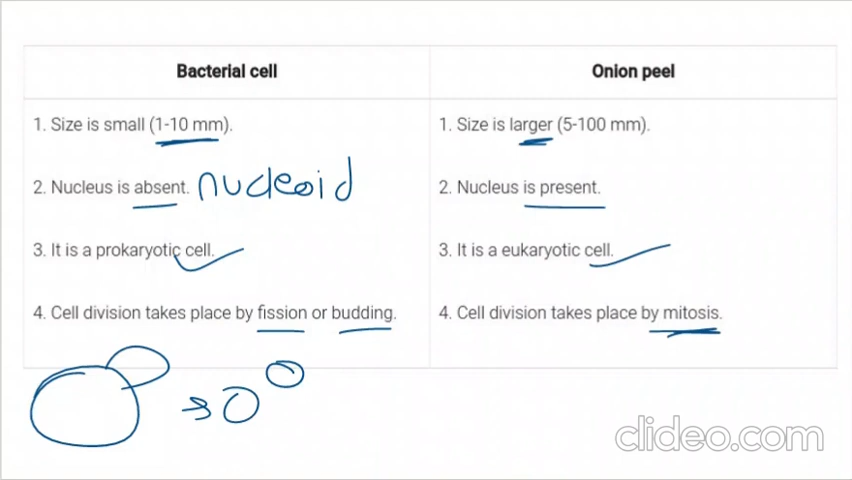 Bacterial cell
Onion peel
1. Size is small (1-10 mm).
1. Size is larger (5-100 mm).
2. Nucleus is absent. nucleoid
2. Nucleus is present.
3. It is a prokaryotic cell.
3. It is a eukaryotic cell.
4. Cell division takes place by fission or budding.
4. Cell division takes place by mitosis.
clideo.com